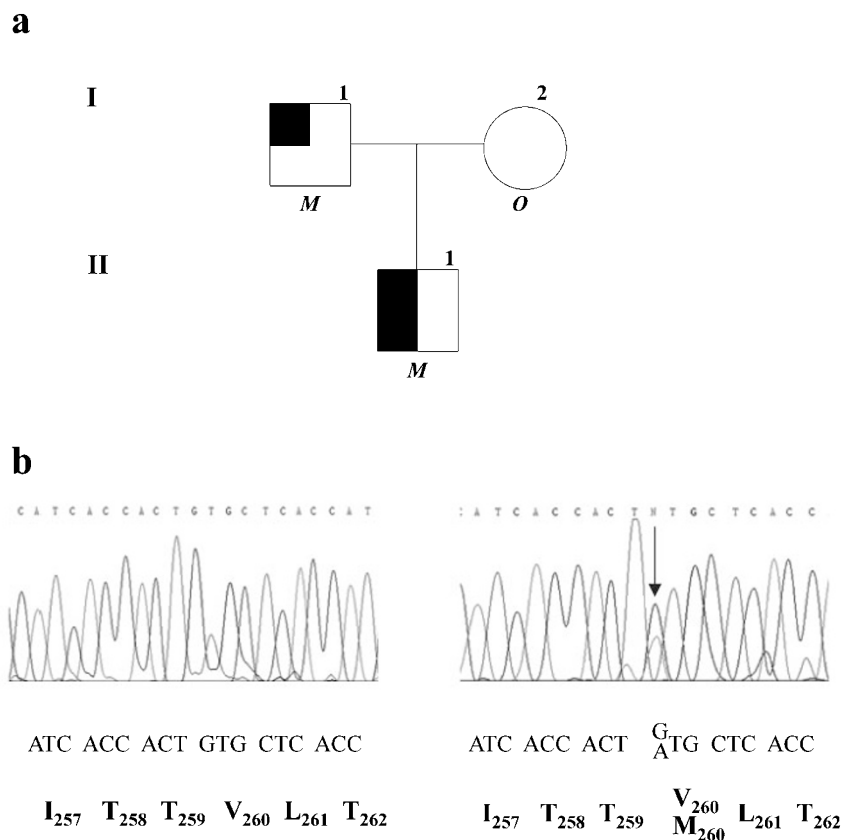 a
I
1
2
M
O
II
1
M
b
C A T C A C C A C T G T G C T C A C C A T
: A T C A C C A C T N T G C T C A C C
ATC ACC ACT GTG CTC ACC
ATC ACC ACT G/A TG CTC ACC
I257 T258 T259 V260 L261 T262
I257 T258 T259 V260 M260 L261 T262